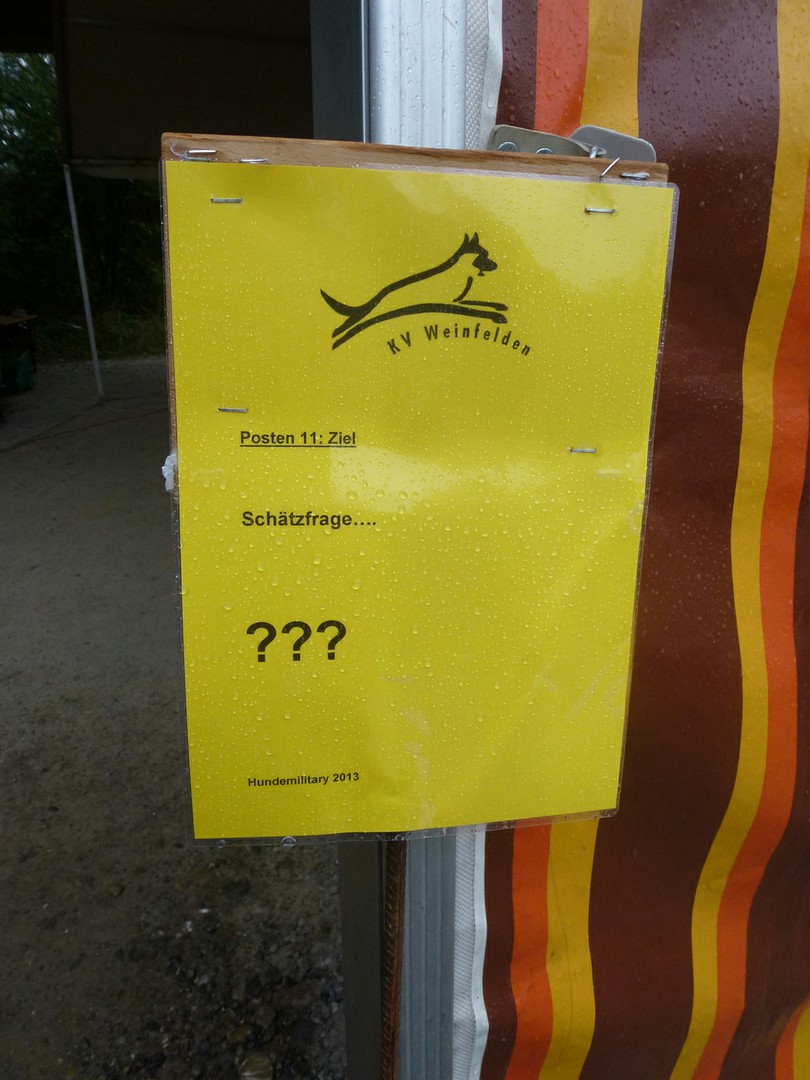 KV Weinfelden
Posten 11: Ziel
Schätzfrage....
???
Hundemilitary 2013